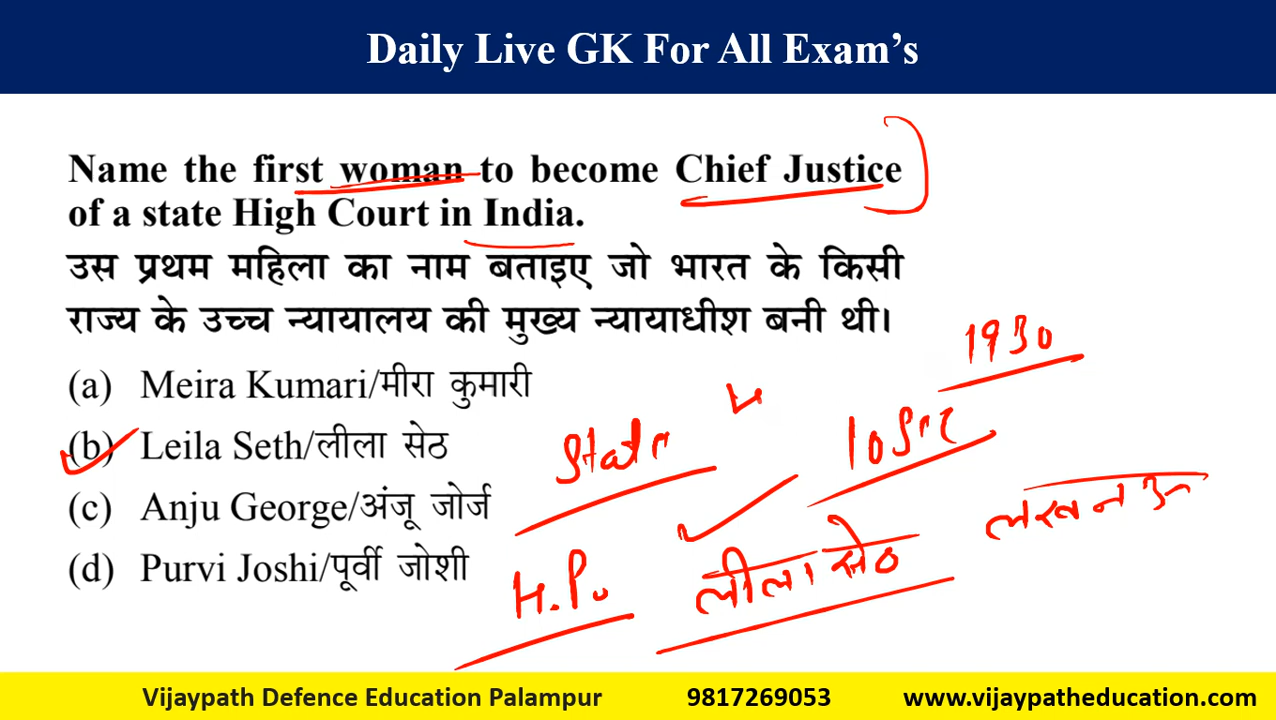 Daily Live GK For All Exam's
Name the first woman to become Chief Justice
of a state High Court in India.
उस प्रथम महिला का नाम बताइए जो भारत के किसी
राज्य के उच्च न्यायालय की मुख्य न्यायाधीश बनी थी।
1930
(a) Meira Kumari/मीरा कुमारी
(b) Leila Seth/लीला सेठ
State
(c) Anju George/अंजू जोर्ज
लखनऊ
(d) Purvi Joshi/पूर्वी जोशी
H.P.
लीला सेठ
Vijaypath Defence Education Palampur 9817269053 www.vijaypatheducation.com